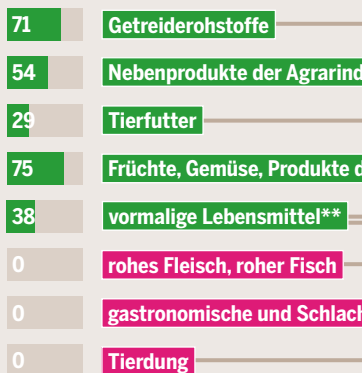 71 Getreiderohstoffe
54 Nebenprodukte der Agrarind
29 Tierfutter
75 Früchte, Gemüse, Produkte d
38 vormalige Lebensmittel**
0 rohes Fleisch, roher Fisch
0 gastronomische und Schlach
0 Tierdung